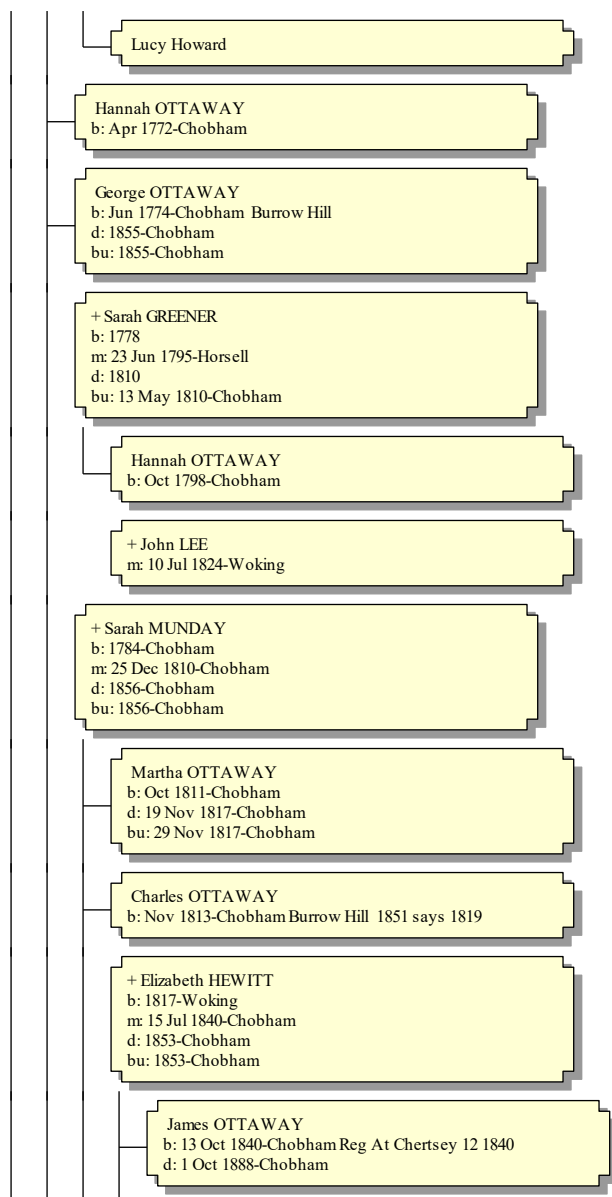 Lucy Howard
Hannah OTTAWAY
b: Apr 1772-Chobham
George OTTAWAY
b: Jun 1774-Chobham Burrow Hill
d: 1855-Chobham
bu: 1855-Chobham
+ Sarah GREENER
b: 1778
m: 23 Jun 1795-Horsell
d: 1810
bu: 13 May 1810-Chobham
Hannah OTTAWAY
b: Oct 1798-Chobham
+ John LEE
m: 10 Jul 1824-Woking
+ Sarah MUNDAY
b: 1784-Chobham
m: 25 Dec 1810-Chobham
d: 1856-Chobham
bu: 1856-Chobham
Martha OTTAWAY
b: Oct 1811-Chobham
d: 19 Nov 1817-Chobham
bu: 29 Nov 1817-Chobham
Charles OTTAWAY
b: Nov 1813-Chobham Burrow Hill 1851 says 1819
+ Elizabeth HEWITT
b: 1817-Woking
m: 15 Jul 1840-Chobham
d: 1853-Chobham
bu: 1853-Chobham
James OTTAWAY
b: 13 Oct 1840-Chobham Reg At Chertsey 12 1840
d: 1 Oct 1888-Chobham